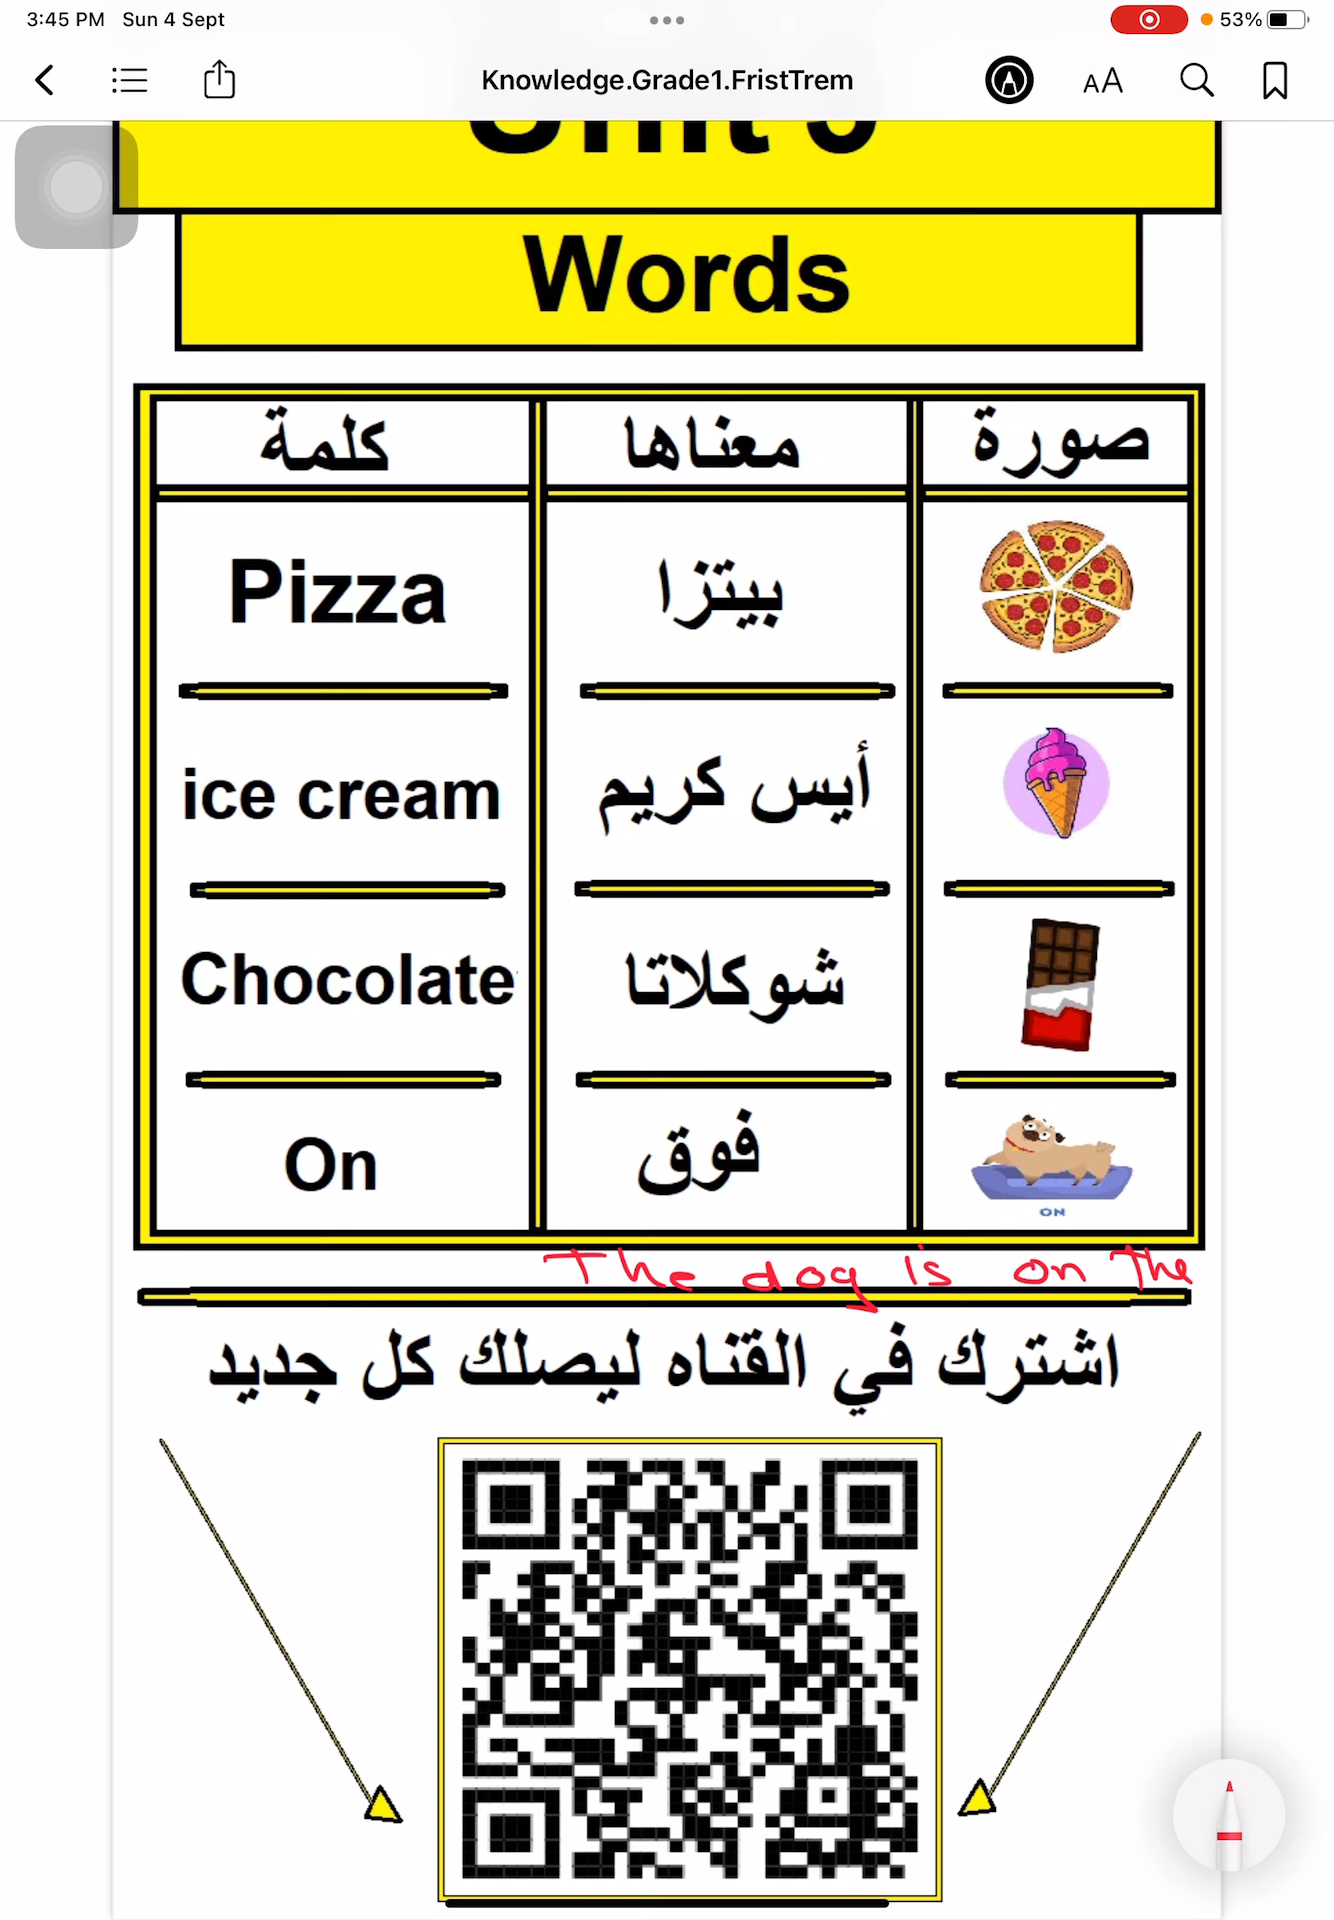 3:45 PM Sun 4 Sept 53%
Knowledge.Grade1.FristTrem
Words
كلمة معناها صورة
Pizza بيتزا
ice cream أيس كريم
Chocolate شوكلاتا
On فوق
ON
The dog is on the
اشترك في القناه ليصلك كل جديد